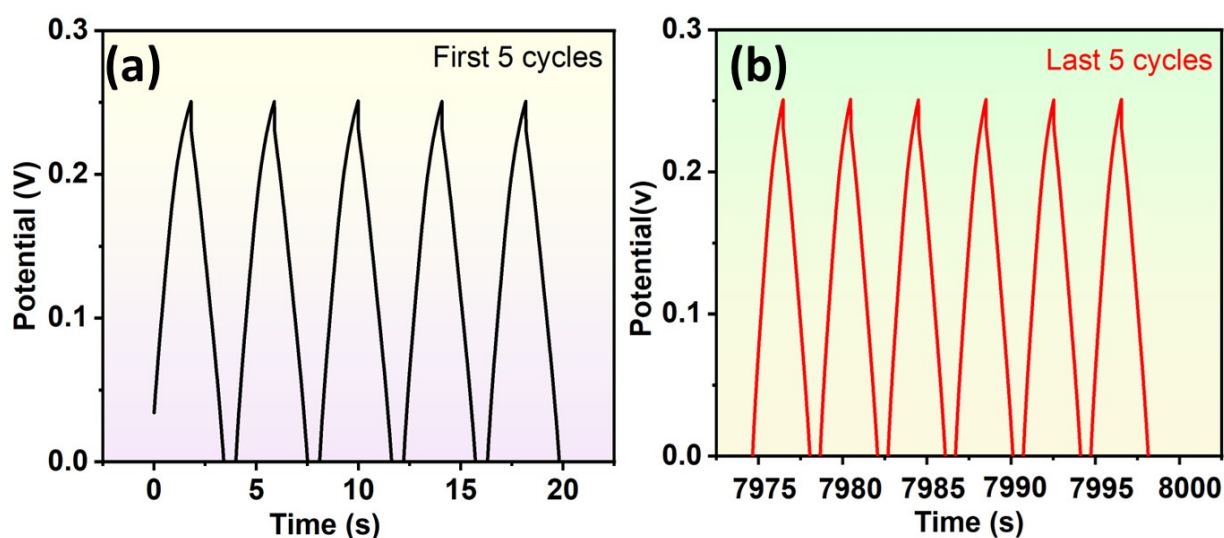 (a)
First 5 cycles
0.3
0.2
0.1
0.0
Potential (V)
0 5 10 15 20
Time (s)
(b)
Last 5 cycles
0.3
0.2
0.1
0.0
Potential(v)
7975 7980 7985 7990 7995 8000
Time (s)